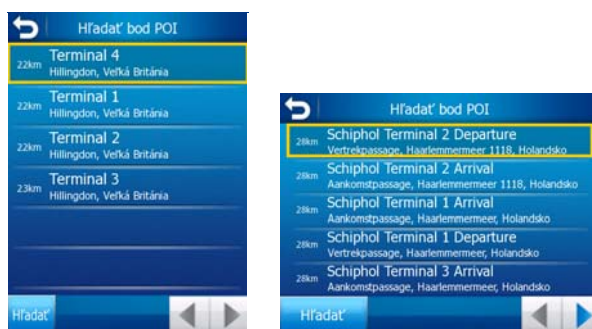 Hľadať bod POI
22km
Terminal 4
Hillingdon, Veľká Británia
22km
Terminal 1
Hillingdon, Veľká Británia
22km
Terminal 2
Hillingdon, Veľká Británia
23km
Terminal 3
Hillingdon, Veľká Británia
Hľadať
Hľadať bod POI
28km
Schiphol Terminal 2 Departure
Vertrekpassage, Haarlemmermeer 1118, Holandsko
28km
Schiphol Terminal 2 Arrival
Aankomstpassage, Haarlemmermeer 1118, Holandsko
28km
Schiphol Terminal 1 Arrival
Aankomstpassage, Haarlemmermeer, Holandsko
28km
Schiphol Terminal 1 Departure
Vertrekpassage, Haarlemmermeer, Holandsko
28km
Schiphol Terminal 3 Arrival
Aankomstpassage, Haarlemmermeer, Holandsko
Hľadať